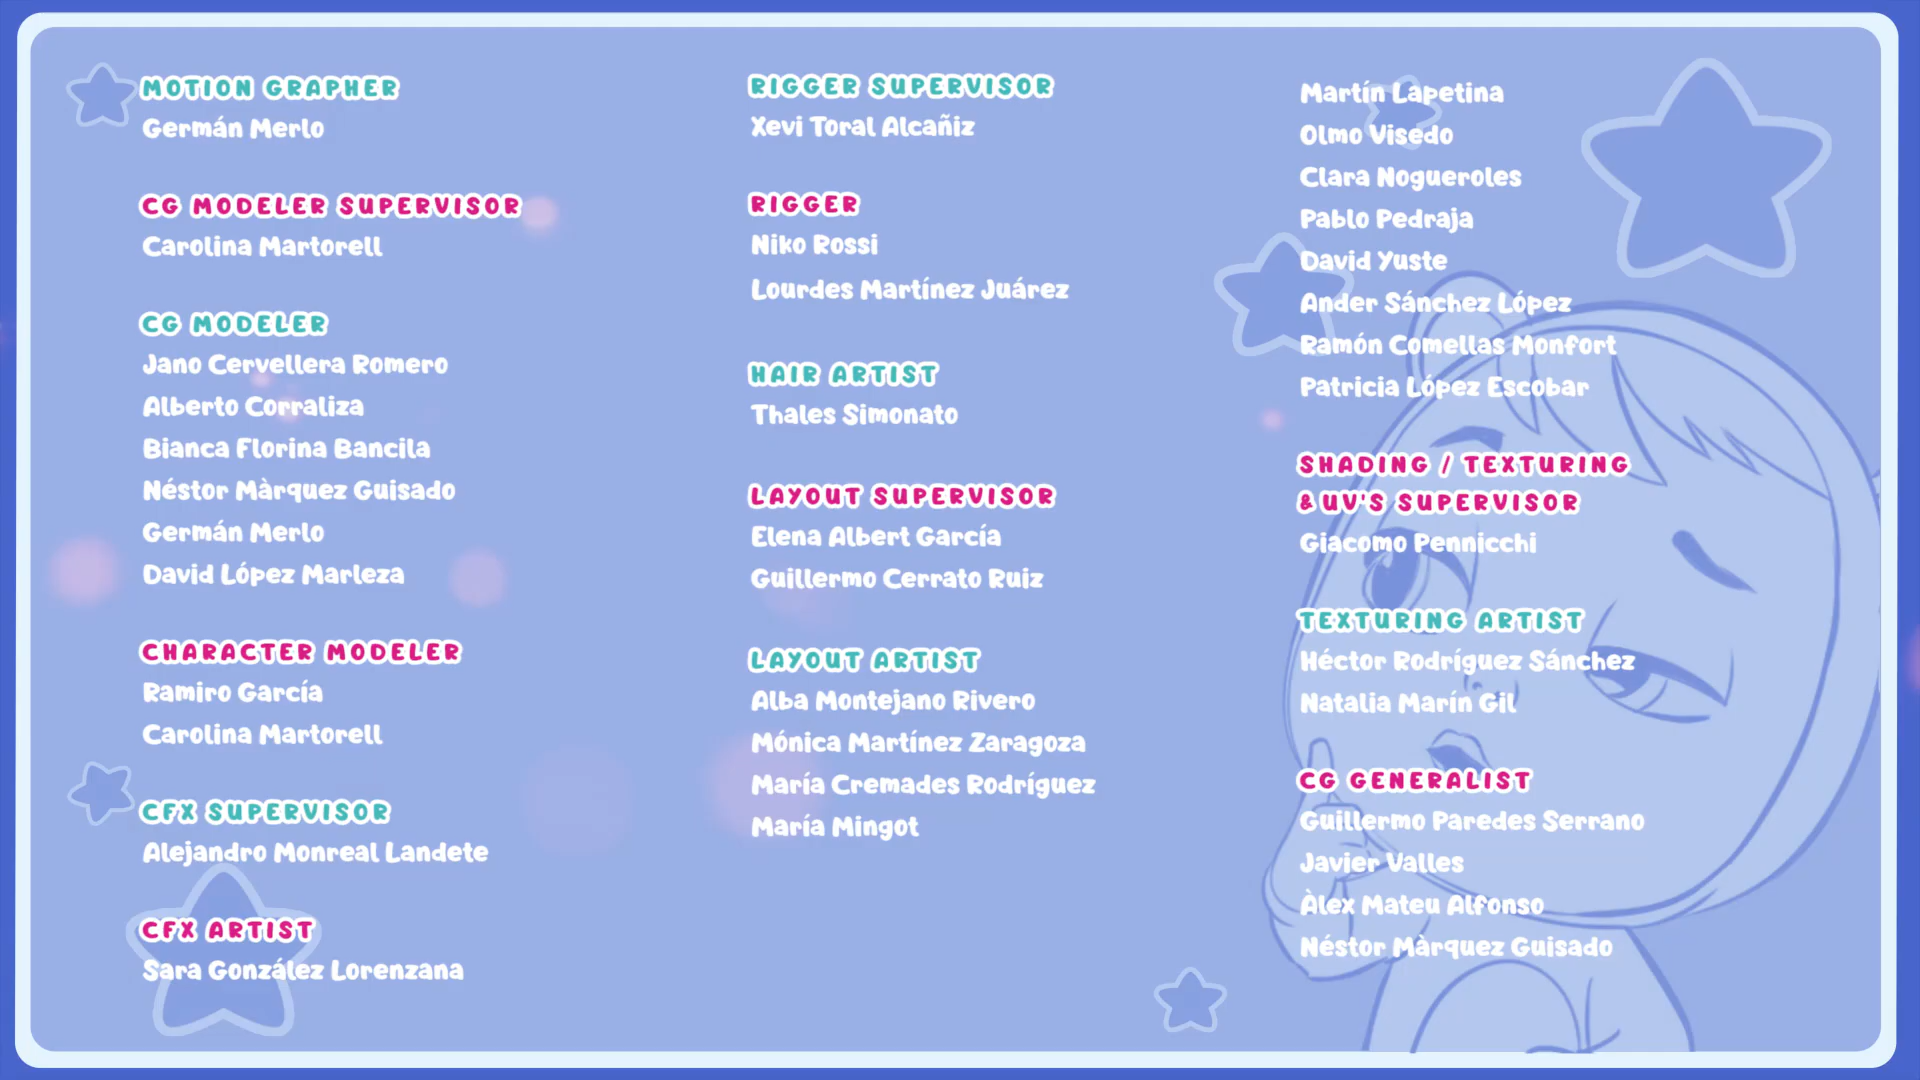 MOTION GRAPHER
Germán Merlo
CG MODELER SUPERVISOR
Carolina Martorell
CG MODELER
Jano Cervellera Romero
Alberto Corraliza
Bianca Florina Bancila
Néstor Màrquez Guisado
Germán Merlo
David López Marleza
CHARACTER MODELER
Ramiro García
Carolina Martorell
CFX SUPERVISOR
Alejandro Monreal Landete
CFX ARTIST
Sara González Lorenzana
RIGGER SUPERVISOR
Xevi Toral Alcañiz
RIGGER
Niko Rossi
Lourdes Martínez Juárez
HAIR ARTIST
Thales Simonato
LAYOUT SUPERVISOR
Elena Albert García
Guillermo Cerrato Ruiz
LAYOUT ARTIST
Alba Montejano Rivero
Mónica Martínez Zaragoza
María Cremades Rodríguez
María Mingot
Martín Lapetina
Olmo Visedo
Clara Nogueroles
Pablo Pedraja
David Yuste
Ander Sánchez López
Ramón Comellas Monfort
Patricia López Escobar
SHADING / TEXTURING
& UV'S SUPERVISOR
Giacomo Pennicchi
TEXTURING ARTIST
Héctor Rodríguez Sánchez
Natalia Marín Gil
CG GENERALIST
Guillermo Paredes Serrano
Javier Valles
Àlex Mateu Alfonso
Néstor Màrquez Guisado